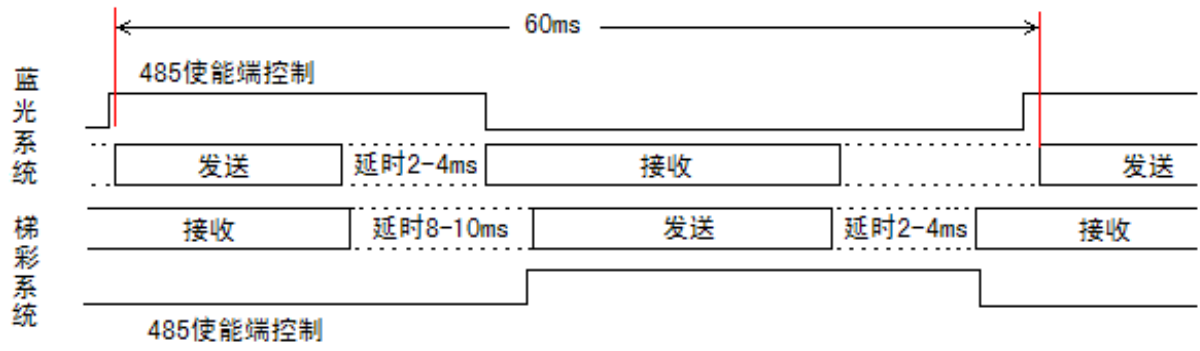 60ms
485使能端控制
蓝光系统
发送 延时2-4ms 接收 发送
梯彩系统
接收 延时8-10ms 发送 延时2-4ms 接收
485使能端控制